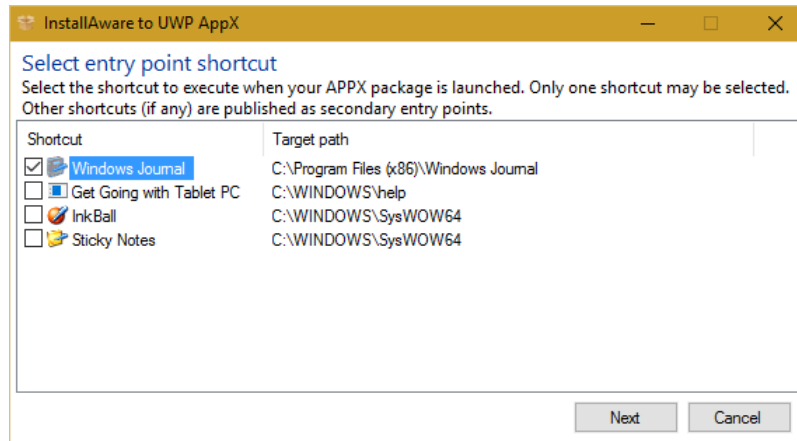 InstallAware to UWP AppX
Select entry point shortcut
Select the shortcut to execute when your APPX package is launched. Only one shortcut may be selected.
Other shortcuts (if any) are published as secondary entry points.
Shortcut Target path
Windows Journal C:\Program Files (x86)\Windows Journal
Get Going with Tablet PC C:\WINDOWS\help
InkBall C:\WINDOWS\SysWOW64
Sticky Notes C:\WINDOWS\SysWOW64
Next Cancel